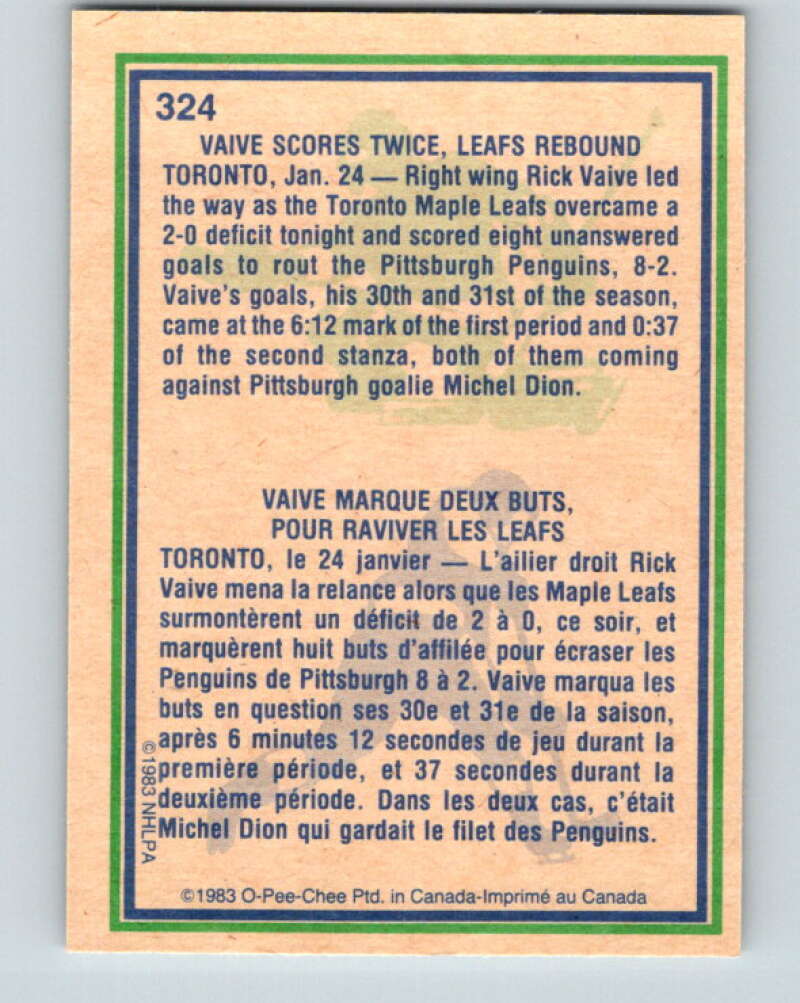 324
VAIVE SCORES TWICE, LEAFS REBOUND
TORONTO, Jan. 24 — Right wing Rick Vaive led
the way as the Toronto Maple Leafs overcame a
2-0 deficit tonight and scored eight unanswered
goals to rout the Pittsburgh Penguins, 8-2.
Vaive's goals, his 30th and 31st of the season,
came at the 6:12 mark of the first period and 0:37
of the second stanza, both of them coming
against Pittsburgh goalie Michel Dion.
VAIVE MARQUE DEUX BUTS,
POUR RAVIVER LES LEAFS
TORONTO, le 24 janvier — L'ailier droit Rick
Vaive mena la relance alors que les Maple Leafs
surmontèrent un déficit de 2 à 0, ce soir, et
marquèrent huit buts d'affilée pour écraser les
Penguins de Pittsburgh 8 à 2. Vaive marqua les
buts en question ses 30e et 31e de la saison,
après 6 minutes 12 secondes de jeu durant la
première période, et 37 secondes durant la
deuxième période. Dans les deux cas, c'était
Michel Dion qui gardait le filet des Penguins.
©1983 NHLPA
©1983 O-Pee-Chee Ptd. in Canada-Imprimé au Canada